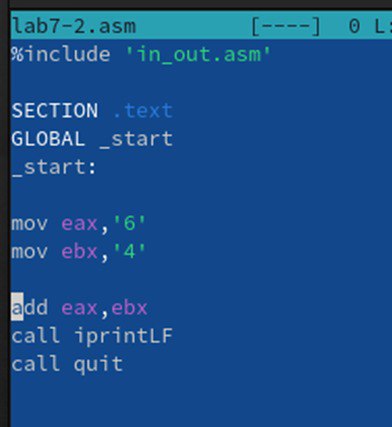 lab7-2.asm [----] 0 L:
%include 'in_out.asm'
SECTION .text
GLOBAL _start
_start:
mov eax,'6'
mov ebx,'4'
add eax,ebx
call iprintLF
call quit